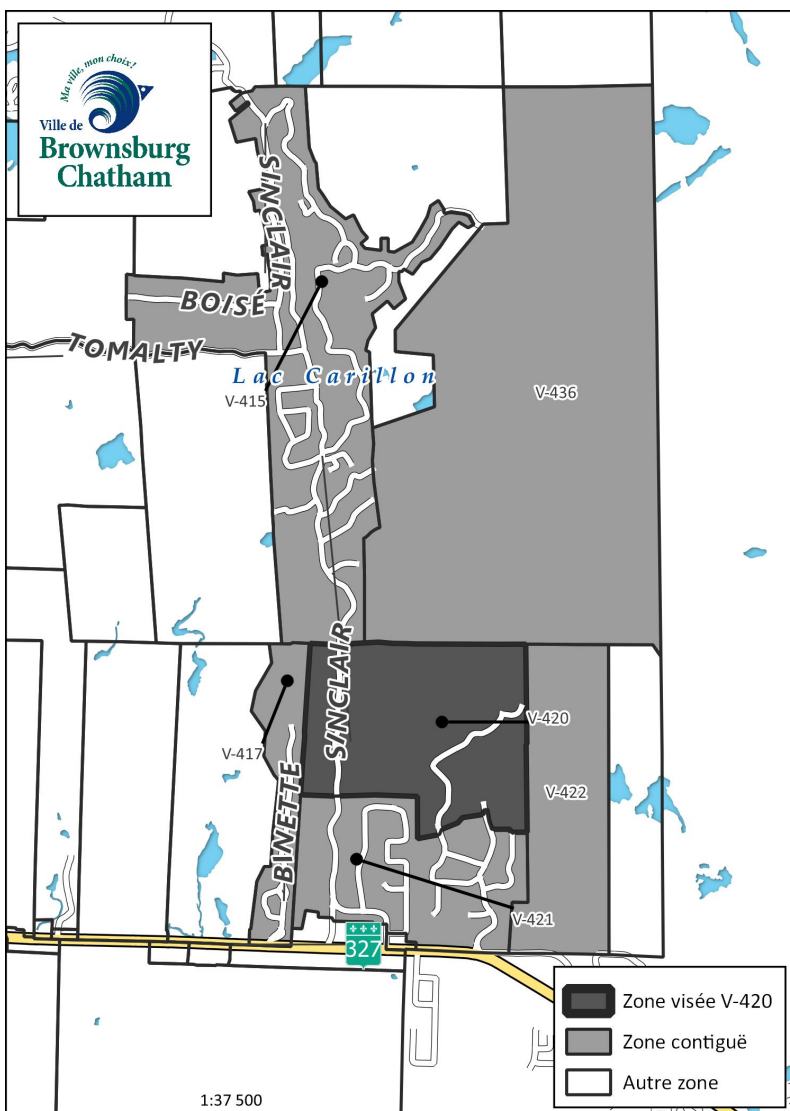 Ma ville, mon choix!
Ville de
Brownsburg
Chatham
SINCLAIR
BOISÉ
TOMALTY
Lac Carillon
V-415
V-436
SINCLAIR
V-420
V-417
V-422
BINETTE
V-421
327
Zone visée V-420
Zone contiguë
Autre zone
1:37 500